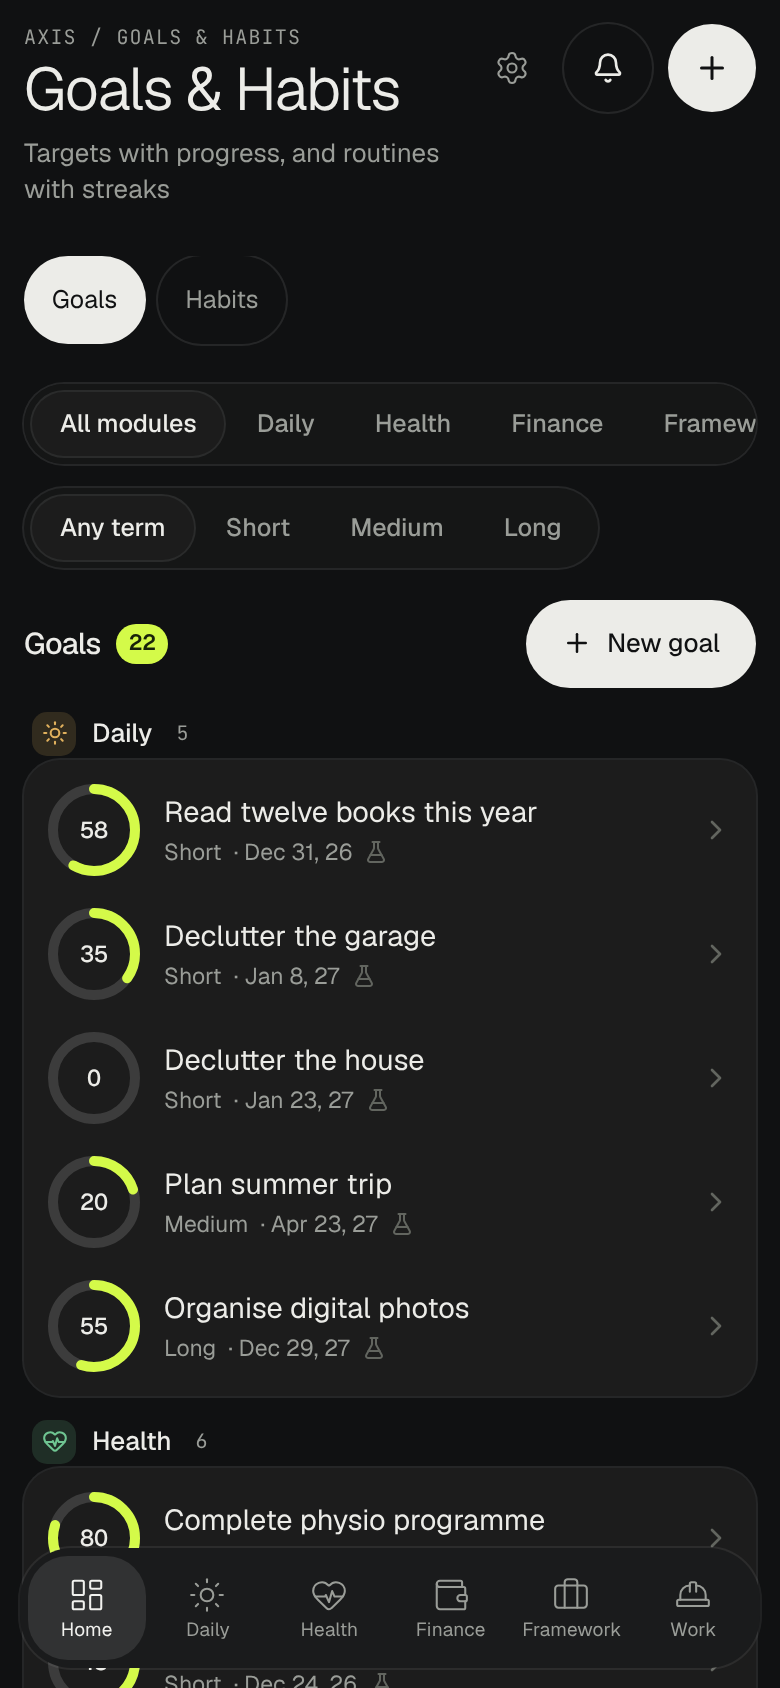 AXIS / GOALS & HABITS
Goals & Habits
Targets with progress, and routines
with streaks
Goals
Habits
All modules
Daily
Health
Finance
Framew
Any term
Short
Medium
Long
Goals 22
+ New goal
Daily 5
58
Read twelve books this year
Short · Dec 31, 26
35
Declutter the garage
Short · Jan 8, 27
0
Declutter the house
Short · Jan 23, 27
20
Plan summer trip
Medium · Apr 23, 27
55
Organise digital photos
Long · Dec 29, 27
Health 6
80
Complete physio programme
Home
Daily
Health
Finance
Framework
Work
Short · Dec 24, 26